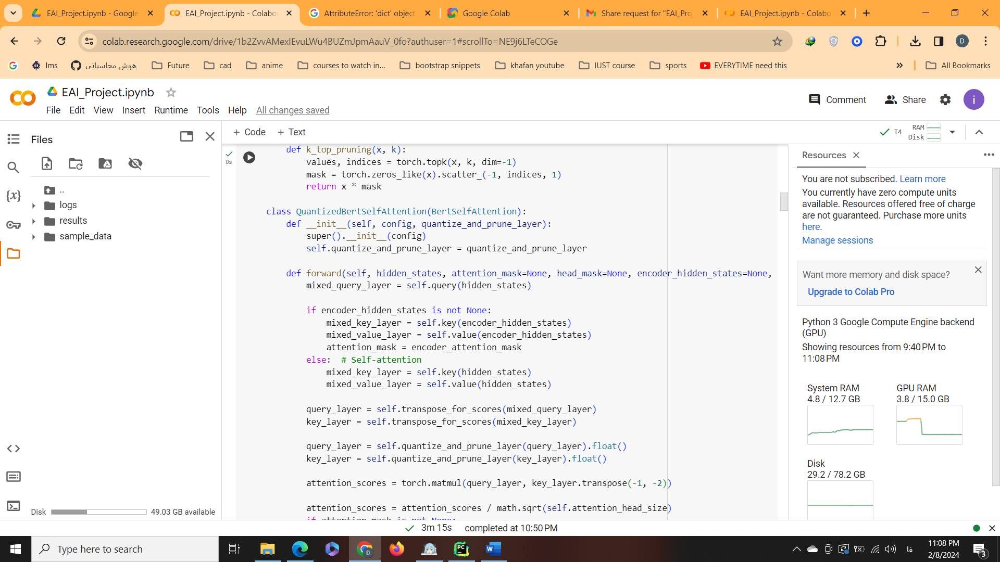 EAI_Project.ipynb - Google
EAI_Project.ipynb - Colabo
AttributeError: 'dict' object
Google Colab
Share request for "EAI_Proj
EAI_Project.ipynb - Colabo
colab.research.google.com/drive/1b2ZvvAMexIEvuLWu4BUZmJpmAauV_0fo?authuser=1#scrollTo=NE9j6LTeCOGe
D
lms
هوش محاسباتی
Future
cad
anime
courses to watch in...
bootstrap snippets
khafan youtube
IUST course
sports
EVERYTIME need this
All Bookmarks
EAI_Project.ipynb
Comment
Share
i
File Edit View Insert Runtime Tools Help All changes saved
Files
+ Code + Text
T4
RAM
Disk
..
logs
results
sample_data
{x}
Disk
49.03 GB available
0s
def k_top_pruning(x, k):
values, indices = torch.topk(x, k, dim=-1)
mask = torch.zeros_like(x).scatter_(-1, indices, 1)
return x * mask
class QuantizedBertSelfAttention(BertSelfAttention):
def __init__(self, config, quantize_and_prune_layer):
super().__init__(config)
self.quantize_and_prune_layer = quantize_and_prune_layer
def forward(self, hidden_states, attention_mask=None, head_mask=None, encoder_hidden_states=None,
mixed_query_layer = self.query(hidden_states)
if encoder_hidden_states is not None:
mixed_key_layer = self.key(encoder_hidden_states)
mixed_value_layer = self.value(encoder_hidden_states)
attention_mask = encoder_attention_mask
else: # Self-attention
mixed_key_layer = self.key(hidden_states)
mixed_value_layer = self.value(hidden_states)
query_layer = self.transpose_for_scores(mixed_query_layer)
key_layer = self.transpose_for_scores(mixed_key_layer)
query_layer = self.quantize_and_prune_layer(query_layer).float()
key_layer = self.quantize_and_prune_layer(key_layer).float()
attention_scores = torch.matmul(query_layer, key_layer.transpose(-1, -2))
attention_scores = attention_scores / math.sqrt(self.attention_head_size)
if attention_mask is not None:
Resources
You are not subscribed. Learn more
You currently have zero compute units
available. Resources offered free of charge
are not guaranteed. Purchase more units
here.
Manage sessions
Want more memory and disk space?
Upgrade to Colab Pro
Python 3 Google Compute Engine backend
(GPU)
Showing resources from 9:40 PM to
11:08 PM
System RAM
4.8 / 12.7 GB
GPU RAM
3.8 / 15.0 GB
Disk
29.2 / 78.2 GB
3m 15s completed at 10:50 PM
Type here to search
D
PC
W
فا
11:08 PM
2/8/2024
3